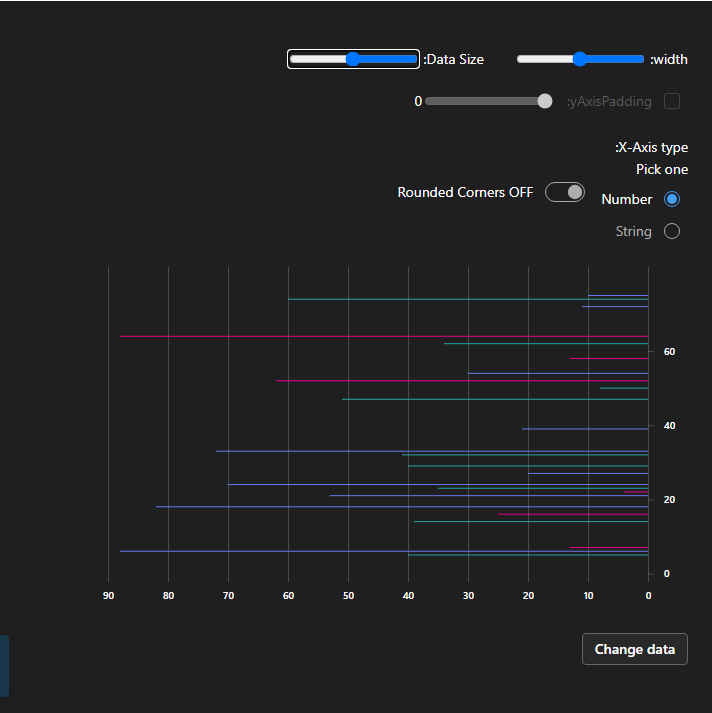 :width
:Data Size
:yAxisPadding
0
:X-Axis type
Pick one
Number
String
Rounded Corners OFF
60
40
20
0
90 80 70 60 50 40 30 20 10 0
Change data